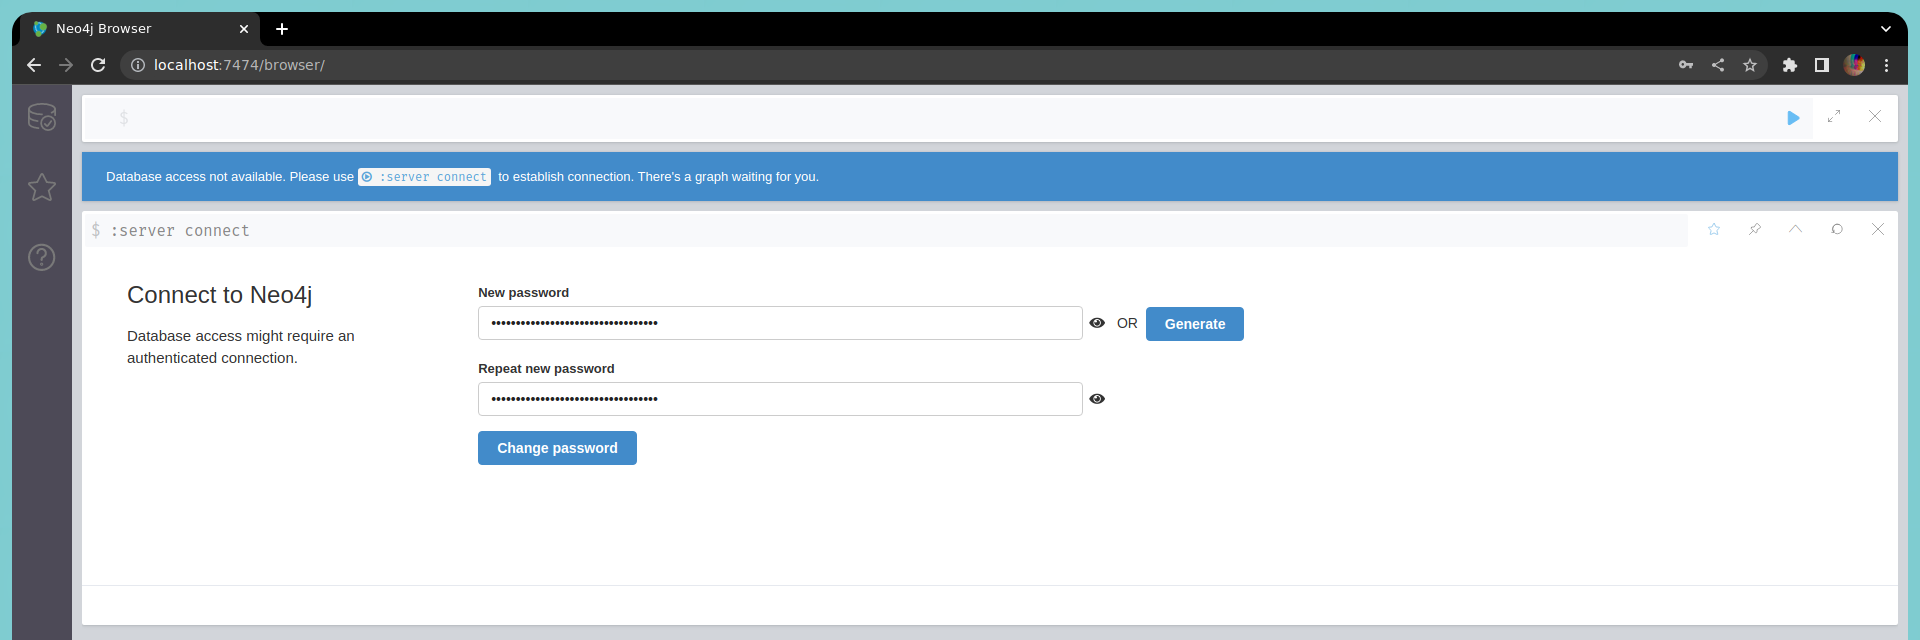 Neo4j Browser
localhost:7474/browser/
$
Database access not available. Please use :server connect to establish connection. There's a graph waiting for you.
$ :server connect
Connect to Neo4j
Database access might require an
authenticated connection.
New password
••••••••••••••••••••••••••••••••••
OR
Generate
Repeat new password
••••••••••••••••••••••••••••••••••
Change password